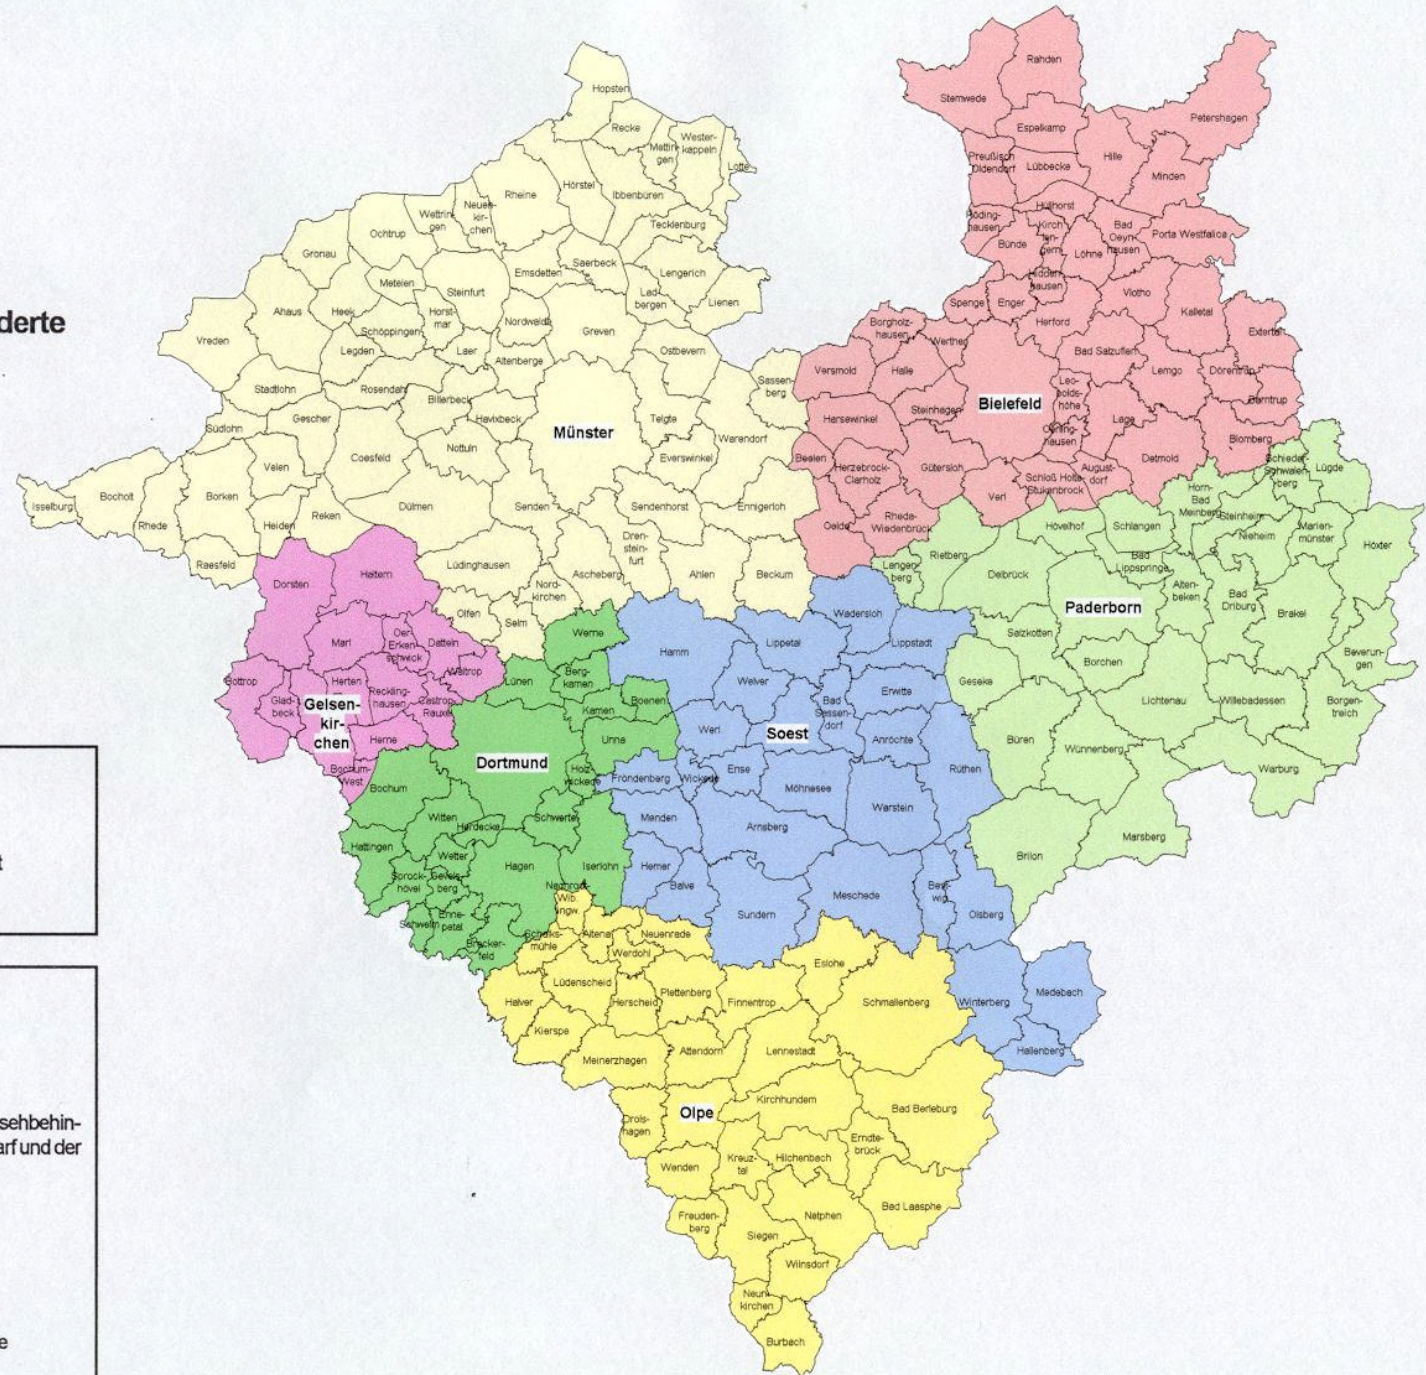 derte
t
sehbehin-
arf und der
e
Hopsten
Recke
Mettin
gen
Wester-
kappeln
Lotte
Rheine
Hörstel
Ibbenbüren
Tecklenburg
Neuen-
kir-
chen
Wettrin
gen
Ochtrup
Gronau
Meteien
Steinfurt
Emsdetten
Saerbeck
Lengerich
Lad-
bergen
Lienen
Ahaus
Heek
Schöppingen
Horst-
mar
Nordwalde
Greven
Vreden
Legden
Laer
Altenberge
Ostbevern
Stadtlohn
Rosendahl
Billerbeck
Havixbeck
Sassen-
berg
Südlohn
Gescher
Coesfeld
Nottuln
Münster
Telgte
Warendorf
Everswinkel
Velen
Isselburg
Bocholt
Rhede
Borken
Heiden
Reken
Dülmen
Senden
Sendenhorst
Ennigerloh
Raesfeld
Lüdinghausen
Nord-
kirchen
Ascheberg
Dren-
stein-
furt
Ahlen
Beckum
Olfen
Selm
Rahden
Stemwede
Petershagen
Espelkamp
Preußisch
Oldendorf
Lübbecke
Hille
Minden
Hüllhorst
Röding-
hausen
Bünde
Kirch
len-
gern
Löhne
Bad
Oeyn-
hausen
Porta Westfalica
Hidden
hausen
Spenge
Enger
Herford
Vlotho
Kalletal
Extertal
Borgholz-
hausen
Werther
Bad Salzuflen
Versmold
Halle
Lemgo
Dörentrup
Barntrup
Harsewinkel
Steinhagen
Bielefeld
Leo-
polds-
höhe
Oerling-
hausen
Lage
Blomberg
Beelen
Herzebrock-
Clarholz
Gütersloh
Verl
Schloß Holte-
Stukenbrock
August-
dorf
Detmold
Oelde
Rheda-
Wiedenbrück
Schieder-
Schwalen-
berg
Lügde
Horn-
Bad
Meinberg
Steinheim
Nieheim
Marien-
münster
Höxter
Langen-
berg
Rietberg
Delbrück
Hövelhof
Schlangen
Bad
Lippspringe
Alten-
beken
Bad
Driburg
Brakel
Paderborn
Salzkotten
Borchen
Beverun-
gen
Geseke
Lichtenau
Willebadessen
Borgen-
treich
Büren
Wünnenberg
Warburg
Brilon
Marsberg
Dorsten
Haltern
Marl
Oer
Erken
schwick
Datteln
Waltrop
Bottrop
Glad-
beck
Herten
Reckling-
hausen
Castrop
Rauxel
Gelsen-
kir-
chen
Herne
Bochum-
West
Werne
Lünen
Berg-
kamen
Kamen
Boenen
Unna
Dortmund
Holz-
wickede
Bochum
Witten
Herdecke
Schwerte
Hattingen
Wetter
Hagen
Iserlohn
Sprock-
hövel
Gevels-
berg
Schwelm
Enne-
petal
Brecker-
feld
Nachrodt
Wib
ingw.
Hamm
Lippetal
Wadersloh
Lippstadt
Welver
Bad
Sassen-
dorf
Erwitte
Werl
Soest
Anröchte
Rüthen
Fröndenberg
Wickede
Ense
Möhnesee
Warstein
Menden
Arnsberg
Hemer
Balve
Sundern
Meschede
Best-
wig
Olsberg
Winterberg
Medebach
Hallenberg
Schalks-
mühle
Altena
Neuenrade
Werdohl
Eslohe
Halver
Lüdenscheid
Herscheid
Plettenberg
Finnentrop
Schmallenberg
Kierspe
Meinerzhagen
Attendorn
Lennestadt
Olpe
Kirchhundem
Bad Berleburg
Drols-
hagen
Wenden
Kreuz-
tal
Hilchenbach
Erndte-
brück
Freuden-
berg
Siegen
Netphen
Bad Laasphe
Wilnsdorf
Neun
kirchen
Burbach